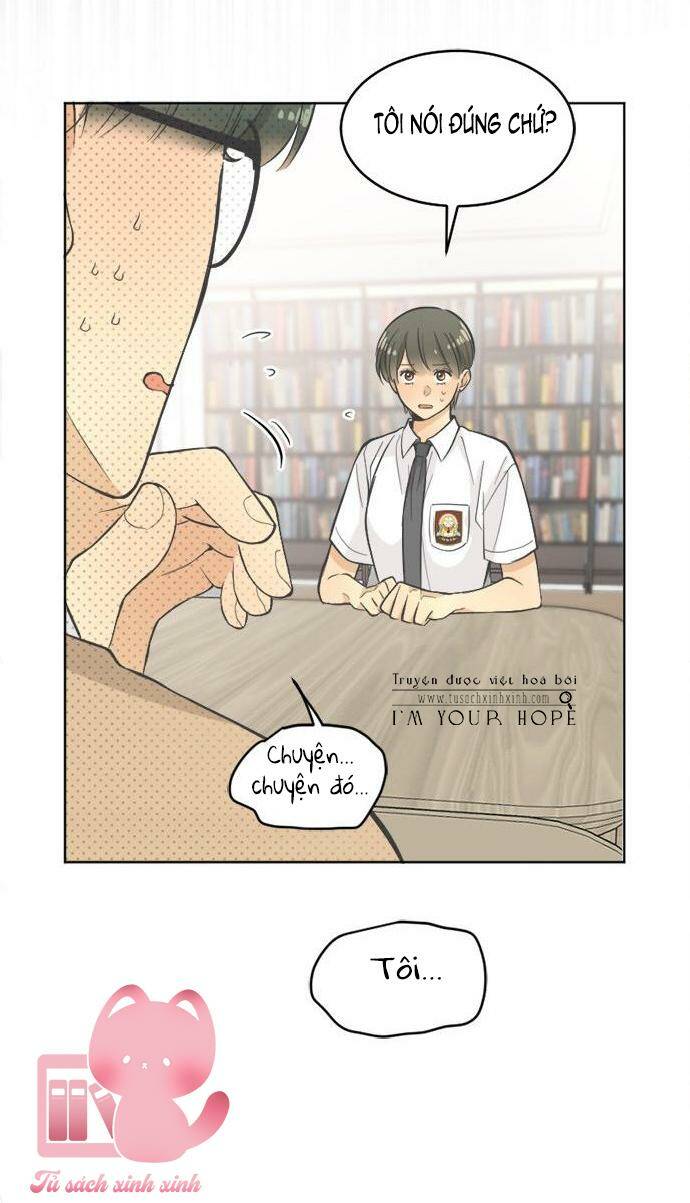 TÔI NÓI ĐÚNG CHỨ?
Truyện được việt hoá bởi
www.tusachxinhxinh.com
I'M YOUR HOPE
Chuyện...
chuyện đó...
Tôi...
Tủ sách xinh xinh